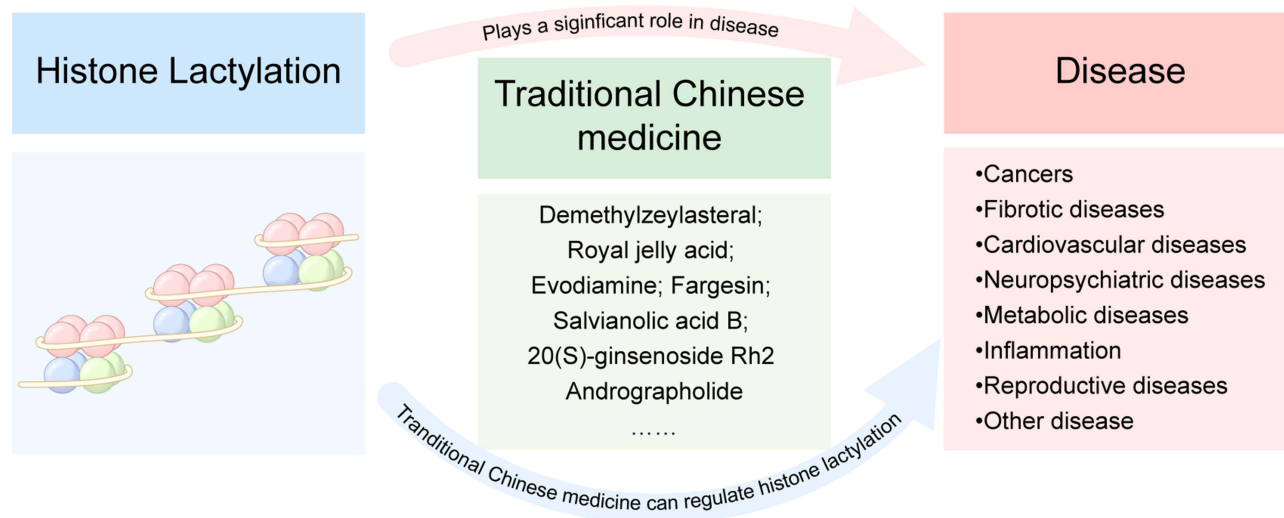 Histone Lactylation
Plays a siginficant role in disease
Traditional Chinese
medicine
Demethylzeylasteral;
Royal jelly acid;
Evodiamine; Fargesin;
Salvianolic acid B;
20(S)-ginsenoside Rh2
Andrographolide
……
Tranditional Chinese medicine can regulate histone lactylation
Disease
•Cancers
•Fibrotic diseases
•Cardiovascular diseases
•Neuropsychiatric diseases
•Metabolic diseases
•Inflammation
•Reproductive diseases
•Other disease